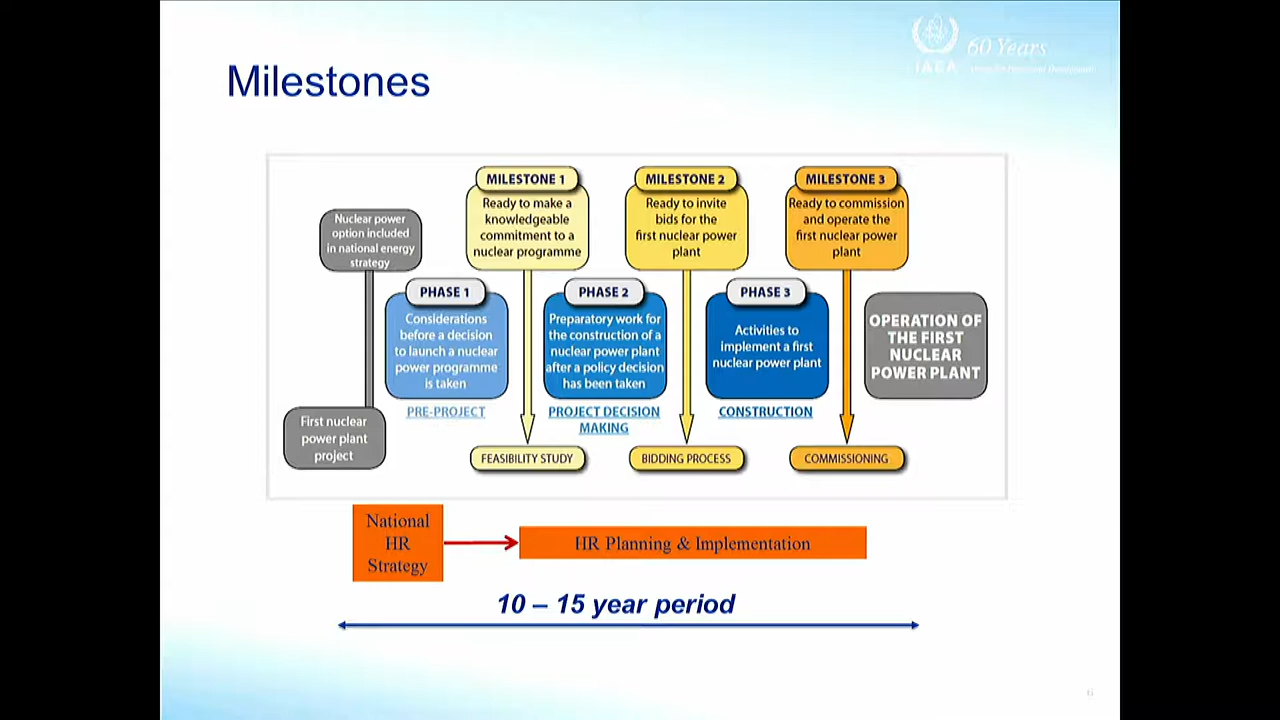 60 Years
IAEA
Milestones
MILESTONE 1
Ready to make a
knowledgeable
commitment to a
nuclear programme
MILESTONE 2
Ready to invite
bids for the
first nuclear power
plant
MILESTONE 3
Ready to commission
and operate the
first nuclear power
plant
Nuclear power
option included
in national energy
strategy
PHASE 1
Considerations
before a decision
to launch a nuclear
power programme
is taken
PRE-PROJECT
PHASE 2
Preparatory work for
the construction of a
nuclear power plant
after a policy decision
has been taken
PROJECT DECISION
MAKING
PHASE 3
Activities to
implement a first
nuclear power plant
CONSTRUCTION
OPERATION OF
THE FIRST
NUCLEAR
POWER PLANT
First nuclear
power plant
project
FEASIBILITY STUDY
BIDDING PROCESS
COMMISSIONING
National
HR
Strategy
HR Planning & Implementation
10 – 15 year period
6